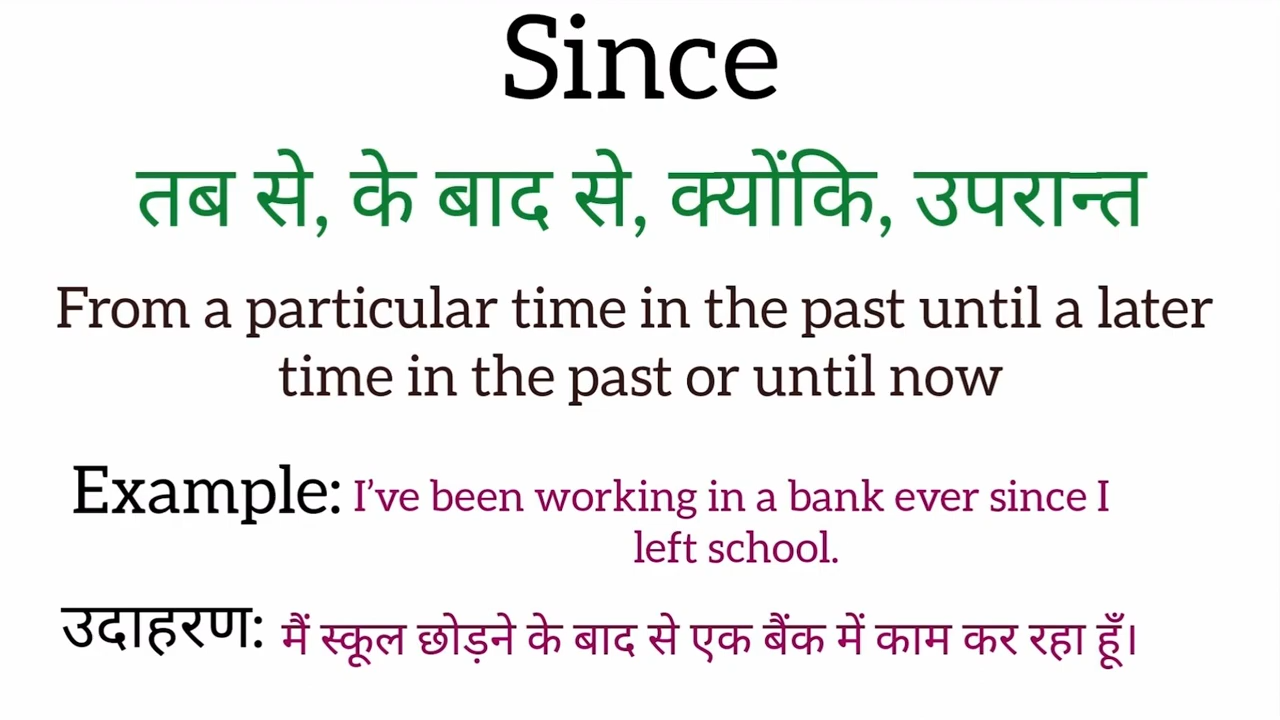 Since
तब से, के बाद से, क्योंकि, उपरान्त
From a particular time in the past until a later
time in the past or until now
Example: I’ve been working in a bank ever since I
left school.
उदाहरण: मैं स्कूल छोड़ने के बाद से एक बैंक में काम कर रहा हूँ।